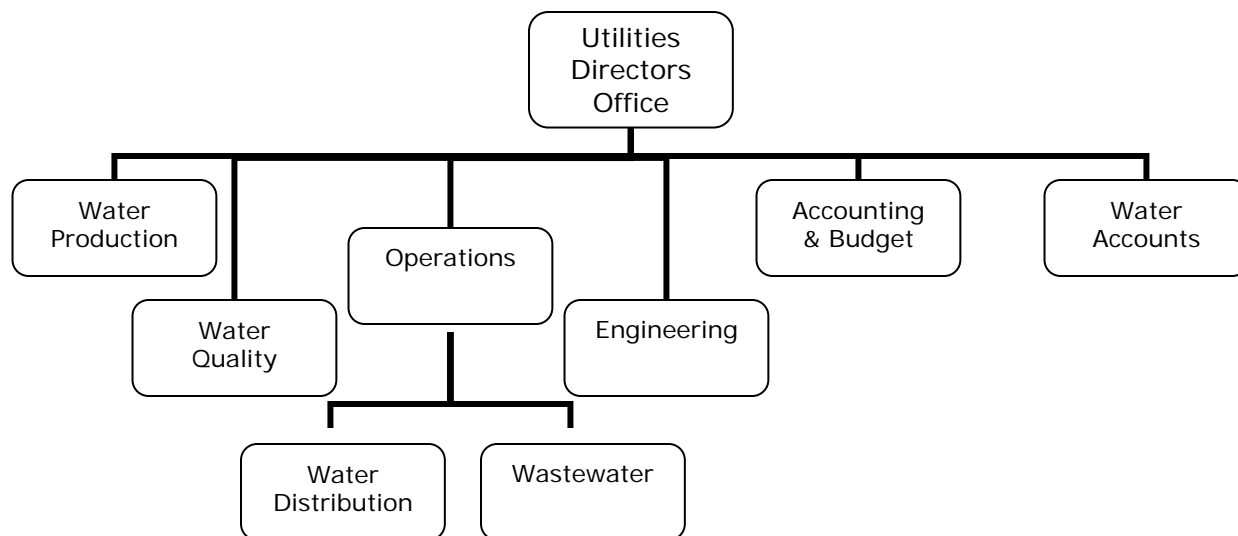 Utilities
Directors
Office
Water
Production
Accounting
& Budget
Water
Accounts
Operations
Water
Quality
Engineering
Water
Distribution
Wastewater